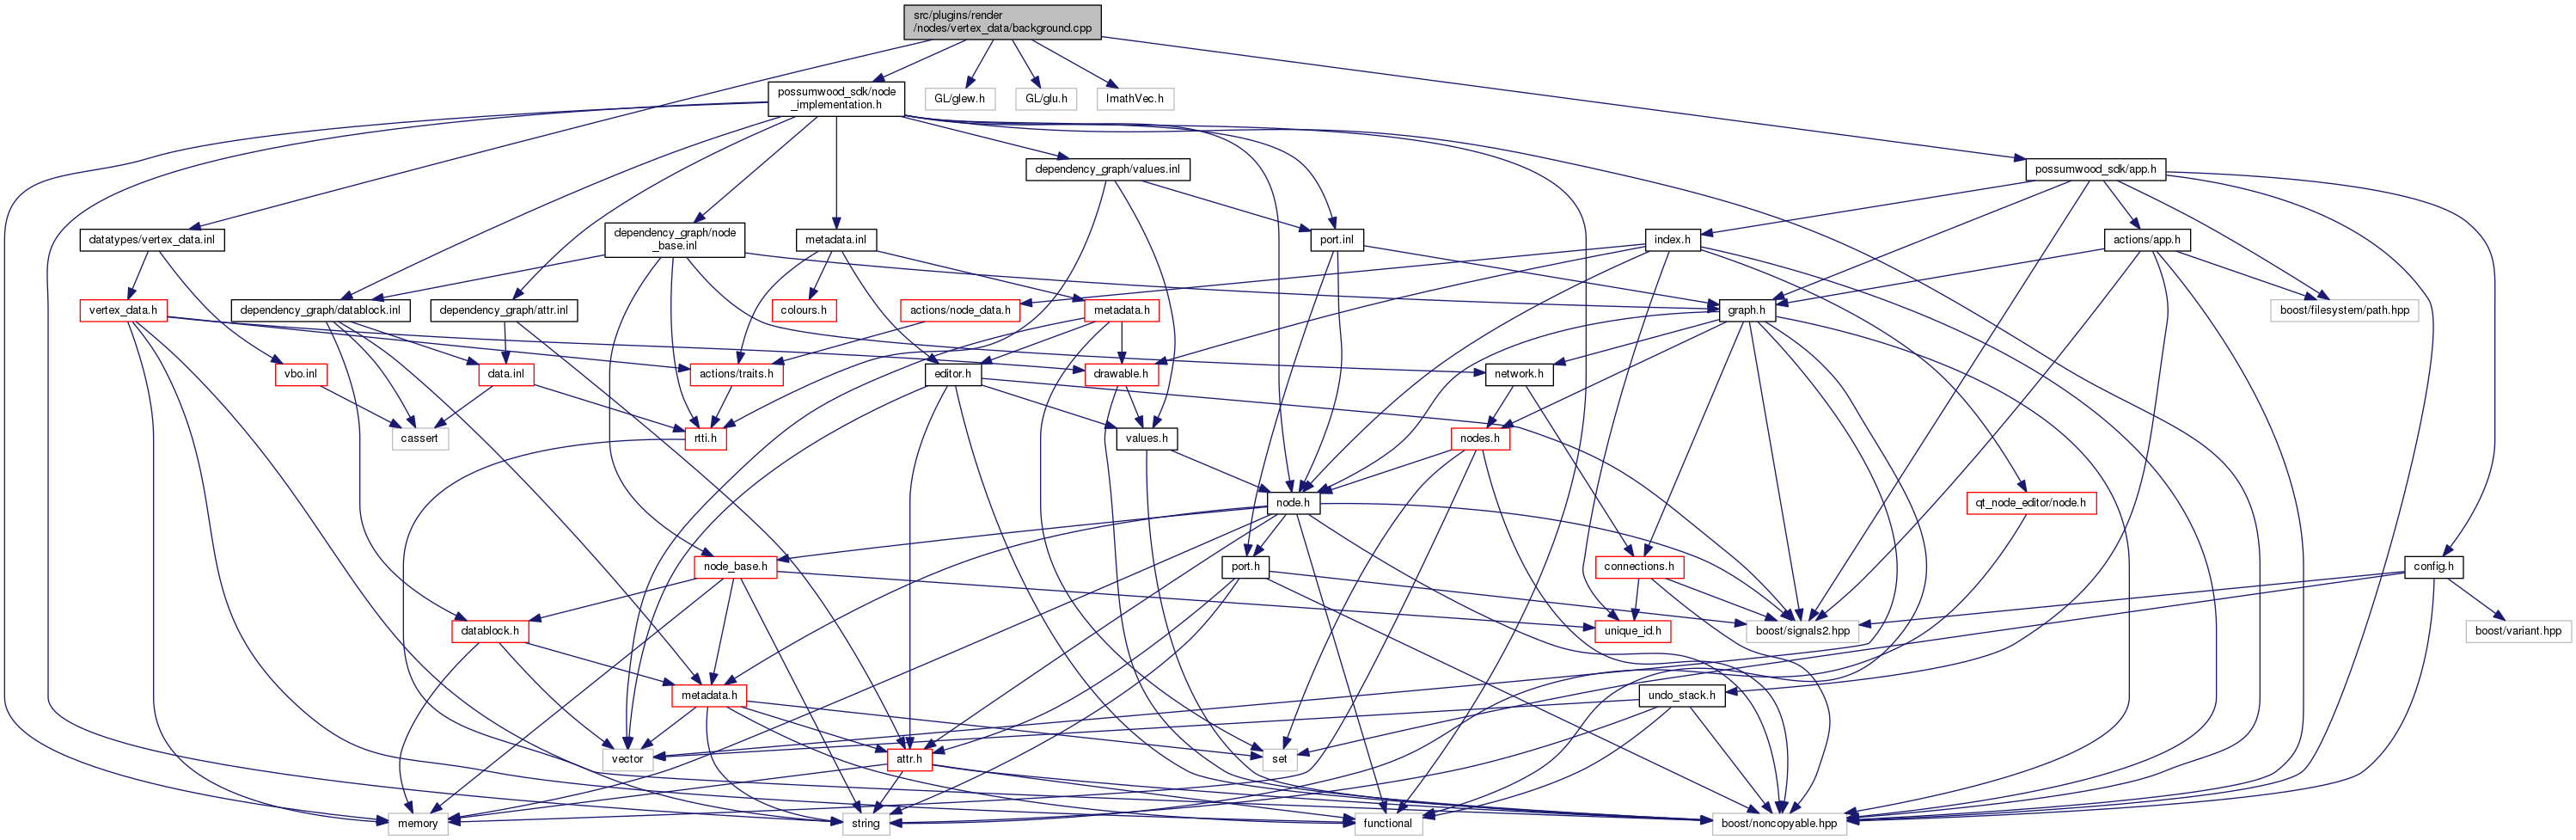 src/plugins/render
/nodes/vertex_data/background.cpp
possumwood_sdk/node
_implementation.h
GL/glew.h
GL/glu.h
ImathVec.h
dependency_graph/values.inl
possumwood_sdk/app.h
datatypes/vertex_data.inl
dependency_graph/node
_base.inl
metadata.inl
port.inl
index.h
actions/app.h
vertex_data.h
dependency_graph/datablock.inl
dependency_graph/attr.inl
colours.h
actions/node_data.h
metadata.h
graph.h
boost/filesystem/path.hpp
vbo.inl
data.inl
actions/traits.h
editor.h
drawable.h
network.h
cassert
rtti.h
values.h
nodes.h
node.h
qt_node_editor/node.h
node_base.h
port.h
connections.h
config.h
datablock.h
unique_id.h
boost/signals2.hpp
boost/variant.hpp
metadata.h
undo_stack.h
vector
attr.h
set
memory
string
functional
boost/noncopyable.hpp